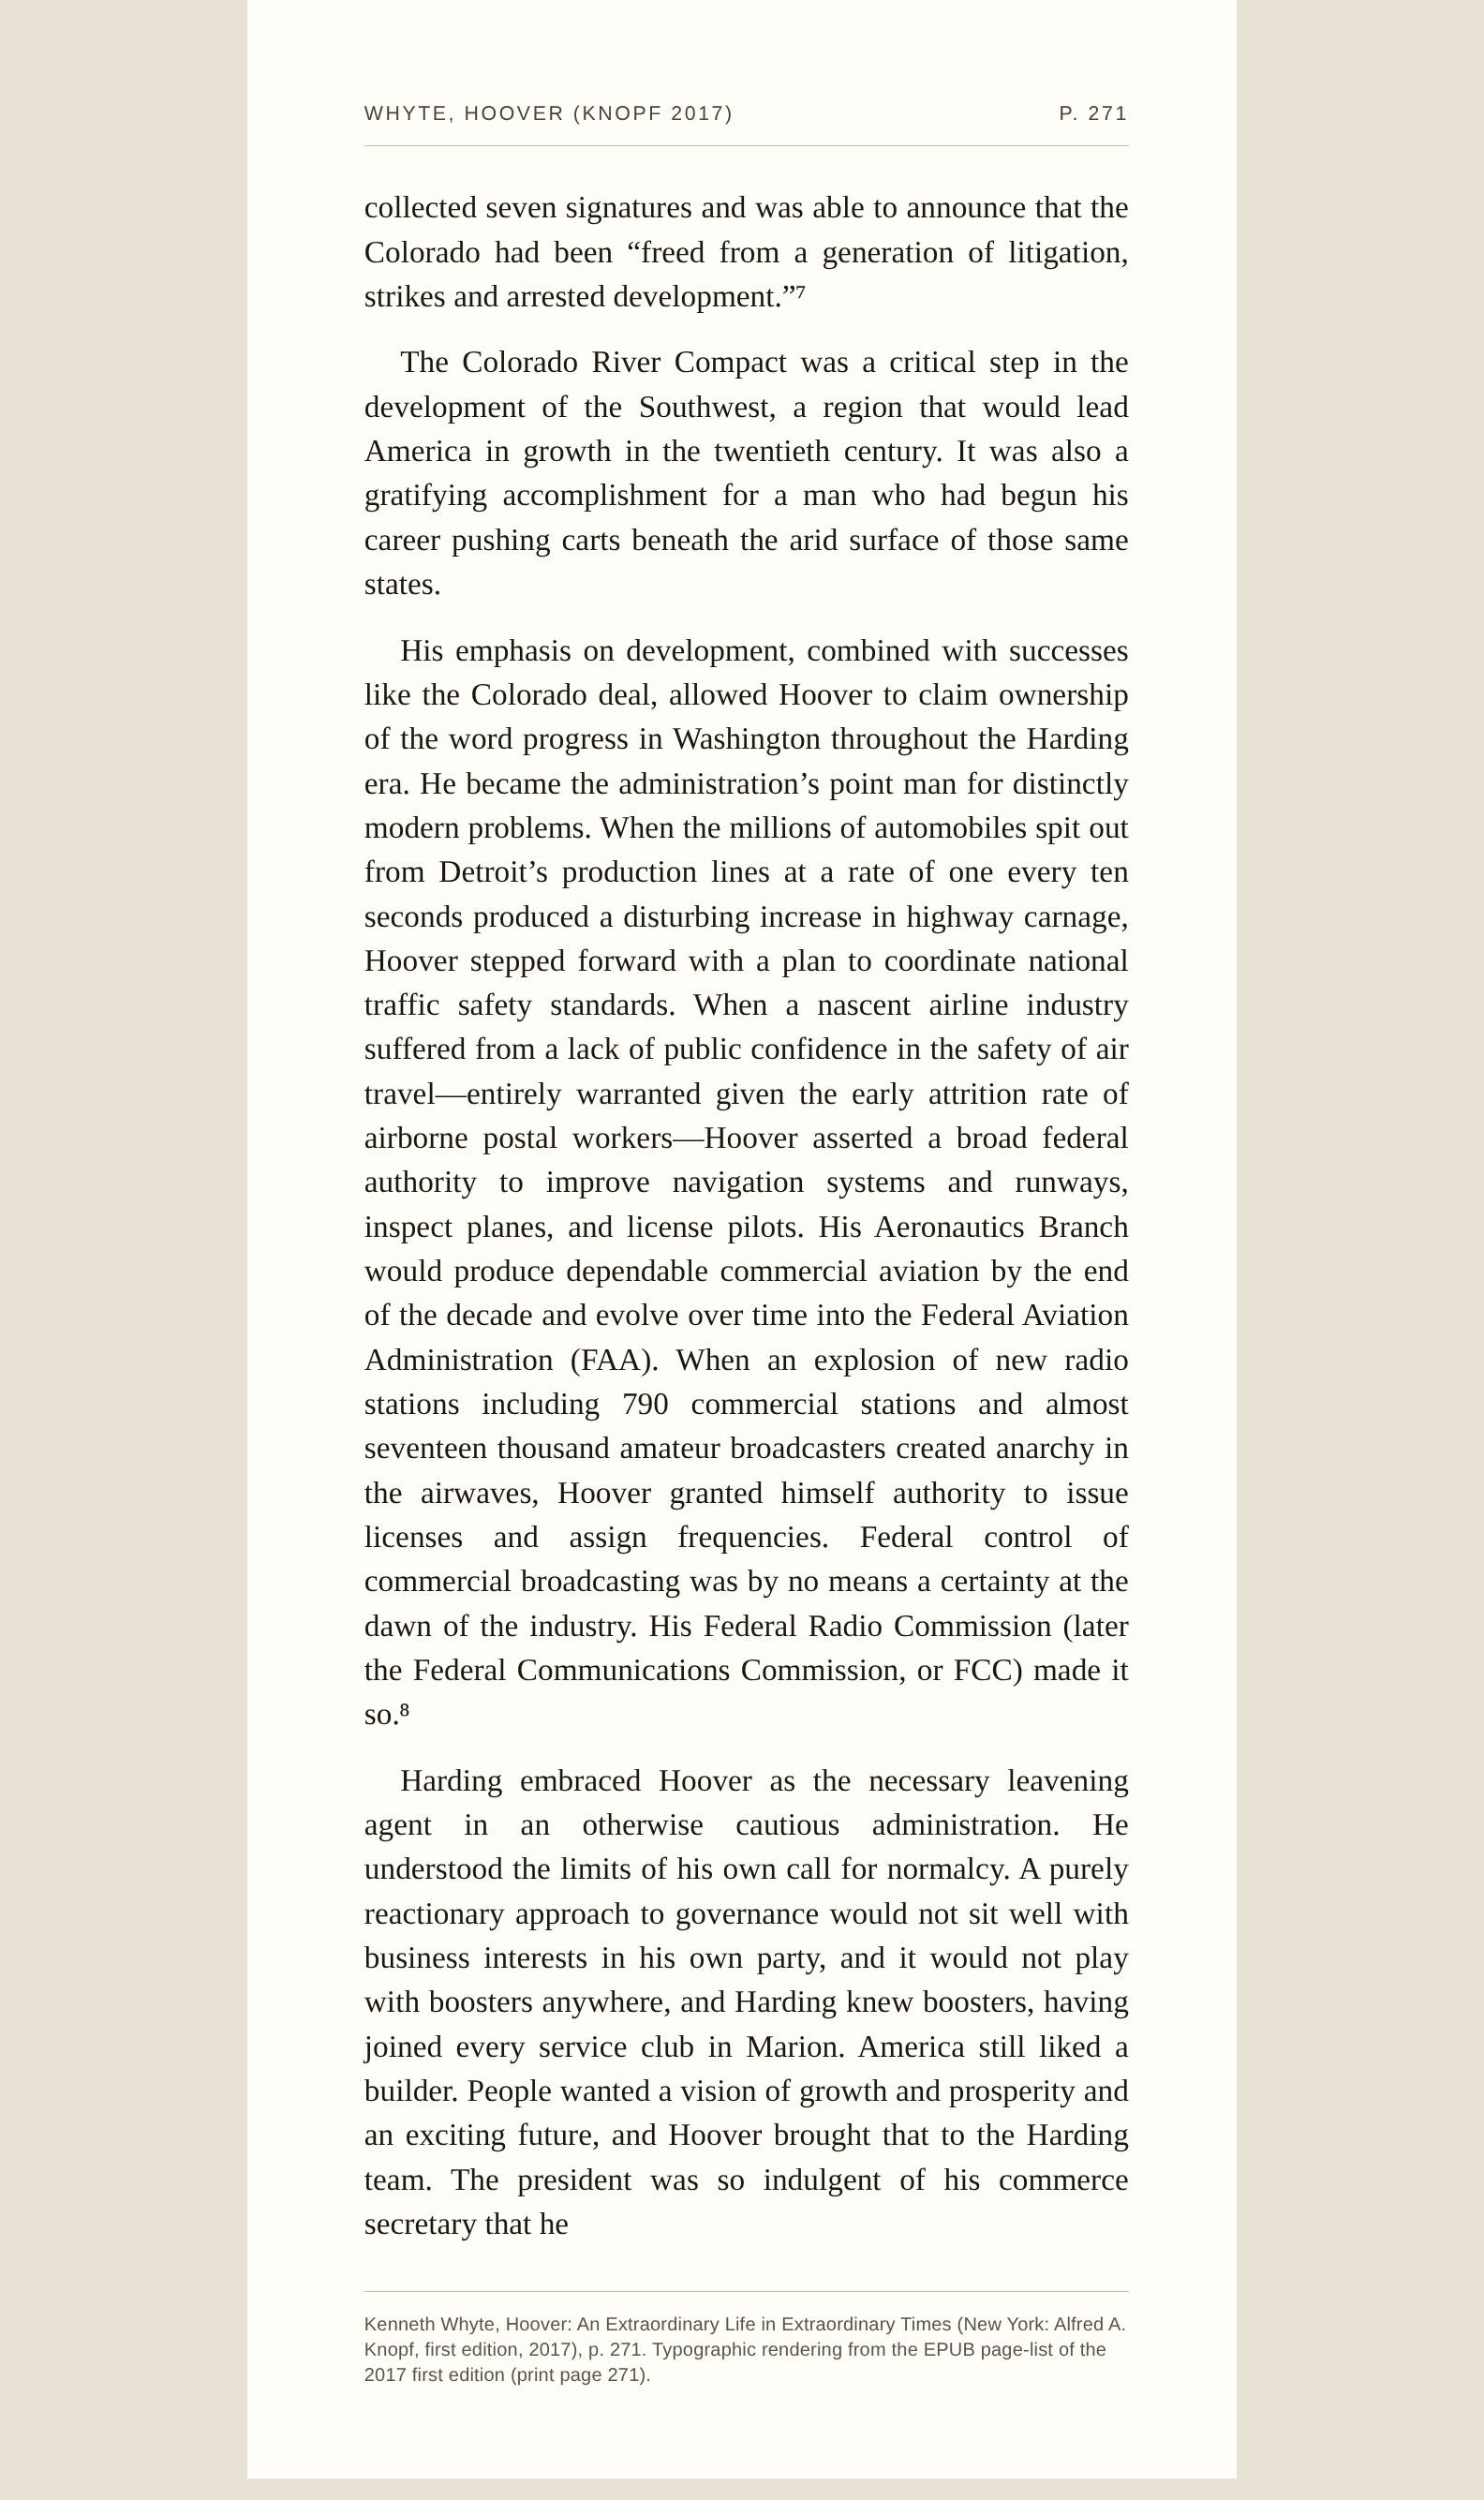 WHYTE, HOOVER (KNOPF 2017) P. 271
collected seven signatures and was able to announce that the
Colorado had been “freed from a generation of litigation,
strikes and arrested development.”⁷
The Colorado River Compact was a critical step in the
development of the Southwest, a region that would lead
America in growth in the twentieth century. It was also a
gratifying accomplishment for a man who had begun his
career pushing carts beneath the arid surface of those same
states.
His emphasis on development, combined with successes
like the Colorado deal, allowed Hoover to claim ownership
of the word progress in Washington throughout the Harding
era. He became the administration’s point man for distinctly
modern problems. When the millions of automobiles spit out
from Detroit’s production lines at a rate of one every ten
seconds produced a disturbing increase in highway carnage,
Hoover stepped forward with a plan to coordinate national
traffic safety standards. When a nascent airline industry
suffered from a lack of public confidence in the safety of air
travel—entirely warranted given the early attrition rate of
airborne postal workers—Hoover asserted a broad federal
authority to improve navigation systems and runways,
inspect planes, and license pilots. His Aeronautics Branch
would produce dependable commercial aviation by the end
of the decade and evolve over time into the Federal Aviation
Administration (FAA). When an explosion of new radio
stations including 790 commercial stations and almost
seventeen thousand amateur broadcasters created anarchy in
the airwaves, Hoover granted himself authority to issue
licenses and assign frequencies. Federal control of
commercial broadcasting was by no means a certainty at the
dawn of the industry. His Federal Radio Commission (later
the Federal Communications Commission, or FCC) made it
so.⁸
Harding embraced Hoover as the necessary leavening
agent in an otherwise cautious administration. He
understood the limits of his own call for normalcy. A purely
reactionary approach to governance would not sit well with
business interests in his own party, and it would not play
with boosters anywhere, and Harding knew boosters, having
joined every service club in Marion. America still liked a
builder. People wanted a vision of growth and prosperity and
an exciting future, and Hoover brought that to the Harding
team. The president was so indulgent of his commerce
secretary that he
Kenneth Whyte, Hoover: An Extraordinary Life in Extraordinary Times (New York: Alfred A.
Knopf, first edition, 2017), p. 271. Typographic rendering from the EPUB page-list of the
2017 first edition (print page 271).